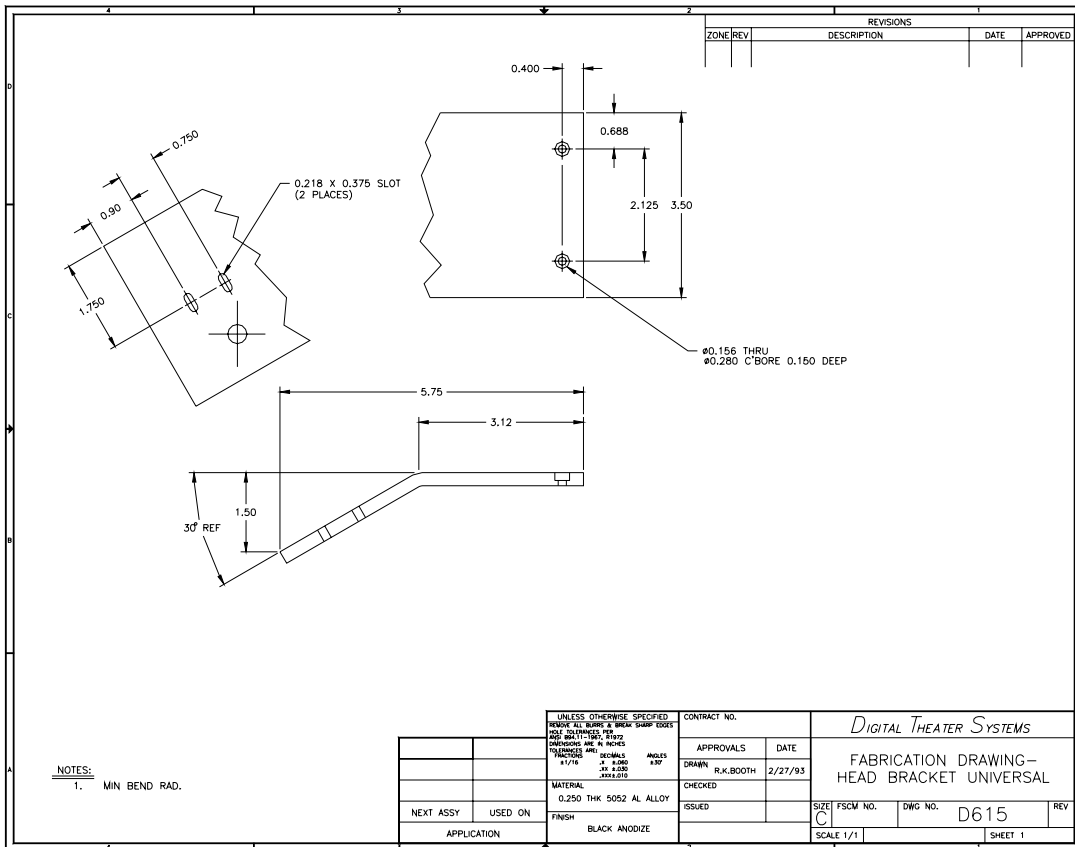 4
3
2
1
REVISIONS
ZONE REV DESCRIPTION DATE APPROVED
D
C
B
A
0.400
0.688
2.125
3.50
0.750
0.90
1.750
0.218 X 0.375 SLOT
(2 PLACES)
ø0.156 THRU
ø0.280 C'BORE 0.150 DEEP
5.75
3.12
1.50
30° REF
NOTES:
1. MIN BEND RAD.
NEXT ASSY USED ON
APPLICATION
UNLESS OTHERWISE SPECIFIED
REMOVE ALL BURRS & BREAK SHARP EDGES
HOLE TOLERANCES PER
ANSI B94.11-1967, R1972
DIMENSIONS ARE IN INCHES
TOLERANCES ARE:
FRACTIONS DECIMALS ANGLES
±1/16 .X ±.060 ±30'
.XX ±.030
.XXX±.010
MATERIAL
0.250 THK 5052 AL ALLOY
FINISH
BLACK ANODIZE
CONTRACT NO.
APPROVALS DATE
DRAWN R.K.BOOTH 2/27/93
CHECKED
ISSUED
DIGITAL THEATER SYSTEMS
FABRICATION DRAWING-
HEAD BRACKET UNIVERSAL
SIZE C FSCM NO. DWG NO. D615 REV
SCALE 1/1 SHEET 1
4
2
1